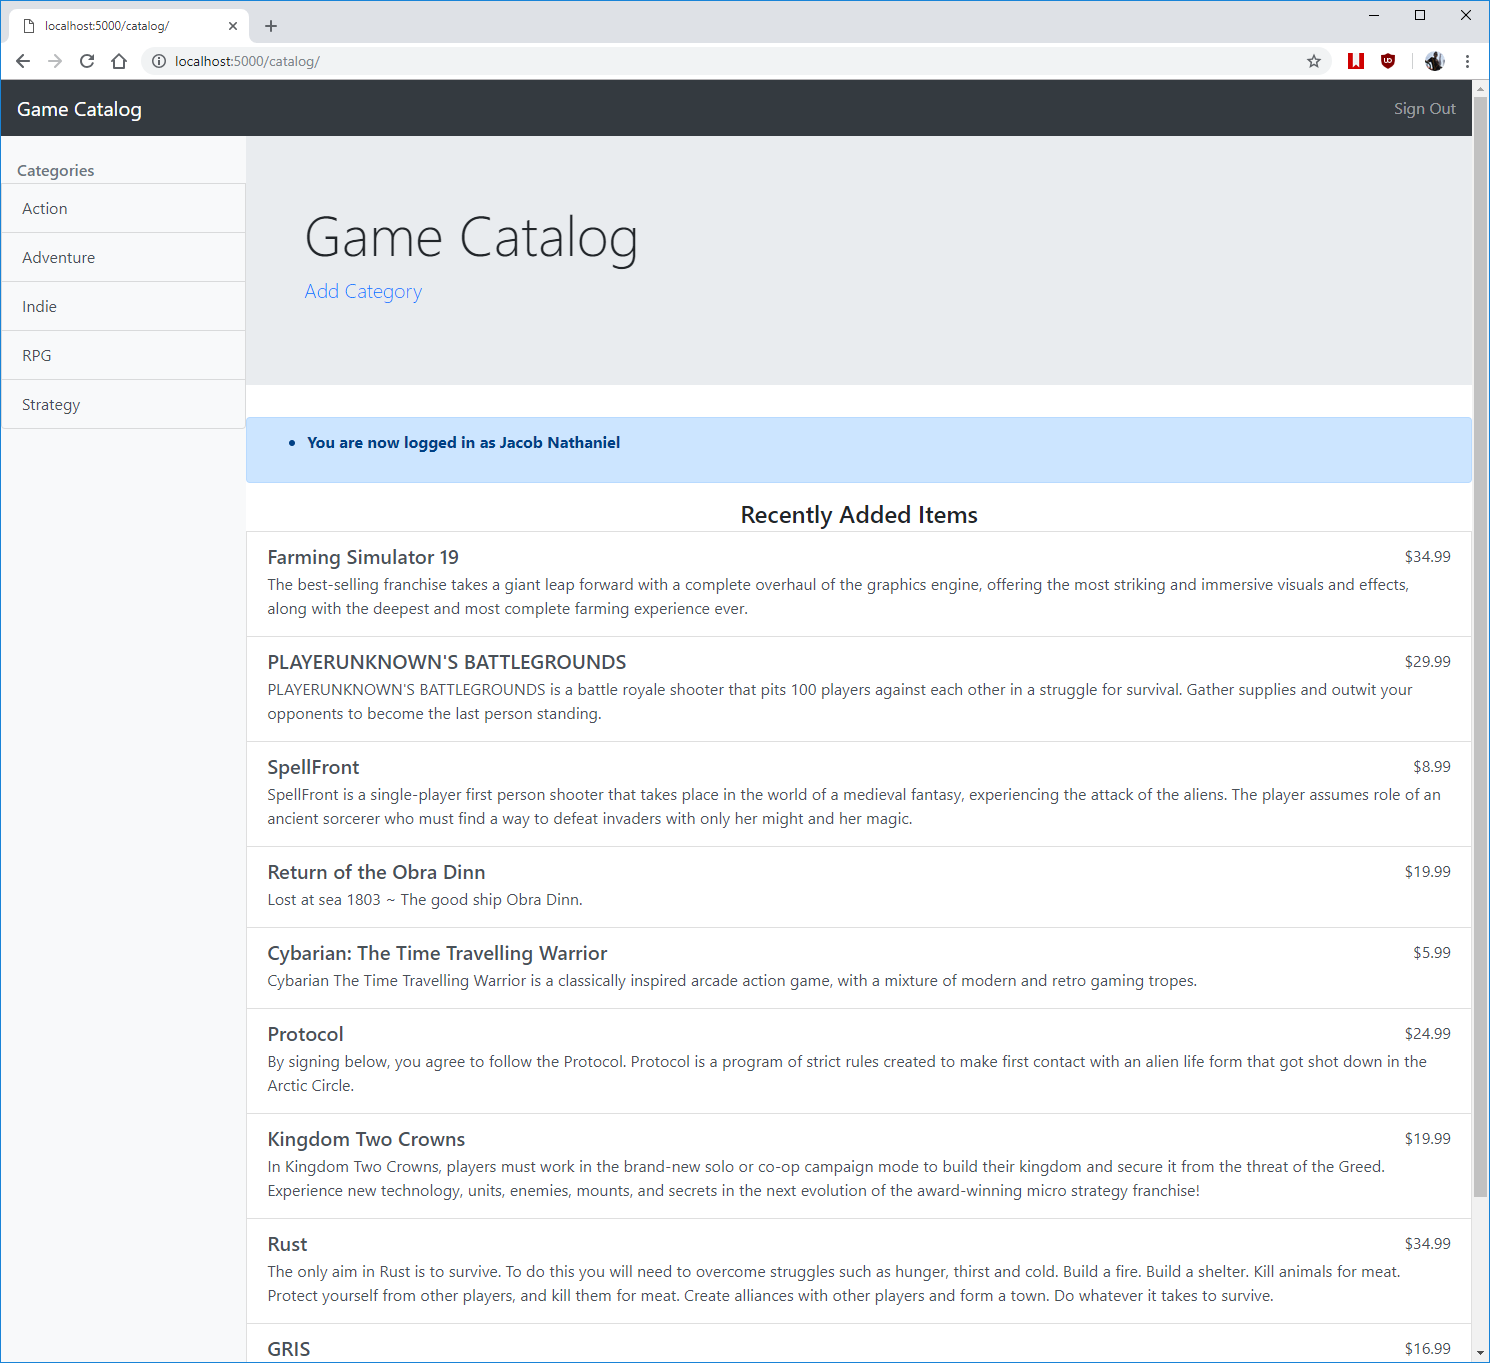 localhost:5000/catalog/
localhost:5000/catalog/
Game Catalog
Sign Out
Categories
Action
Adventure
Indie
RPG
Strategy
Game Catalog
Add Category
You are now logged in as Jacob Nathaniel
Recently Added Items
Farming Simulator 19
$34.99
The best-selling franchise takes a giant leap forward with a complete overhaul of the graphics engine, offering the most striking and immersive visuals and effects,
along with the deepest and most complete farming experience ever.
PLAYERUNKNOWN'S BATTLEGROUNDS
$29.99
PLAYERUNKNOWN'S BATTLEGROUNDS is a battle royale shooter that pits 100 players against each other in a struggle for survival. Gather supplies and outwit your
opponents to become the last person standing.
SpellFront
$8.99
SpellFront is a single-player first person shooter that takes place in the world of a medieval fantasy, experiencing the attack of the aliens. The player assumes role of an
ancient sorcerer who must find a way to defeat invaders with only her might and her magic.
Return of the Obra Dinn
$19.99
Lost at sea 1803 ~ The good ship Obra Dinn.
Cybarian: The Time Travelling Warrior
$5.99
Cybarian The Time Travelling Warrior is a classically inspired arcade action game, with a mixture of modern and retro gaming tropes.
Protocol
$24.99
By signing below, you agree to follow the Protocol. Protocol is a program of strict rules created to make first contact with an alien life form that got shot down in the
Arctic Circle.
Kingdom Two Crowns
$19.99
In Kingdom Two Crowns, players must work in the brand-new solo or co-op campaign mode to build their kingdom and secure it from the threat of the Greed.
Experience new technology, units, enemies, mounts, and secrets in the next evolution of the award-winning micro strategy franchise!
Rust
$34.99
The only aim in Rust is to survive. To do this you will need to overcome struggles such as hunger, thirst and cold. Build a fire. Build a shelter. Kill animals for meat.
Protect yourself from other players, and kill them for meat. Create alliances with other players and form a town. Do whatever it takes to survive.
GRIS
$16.99